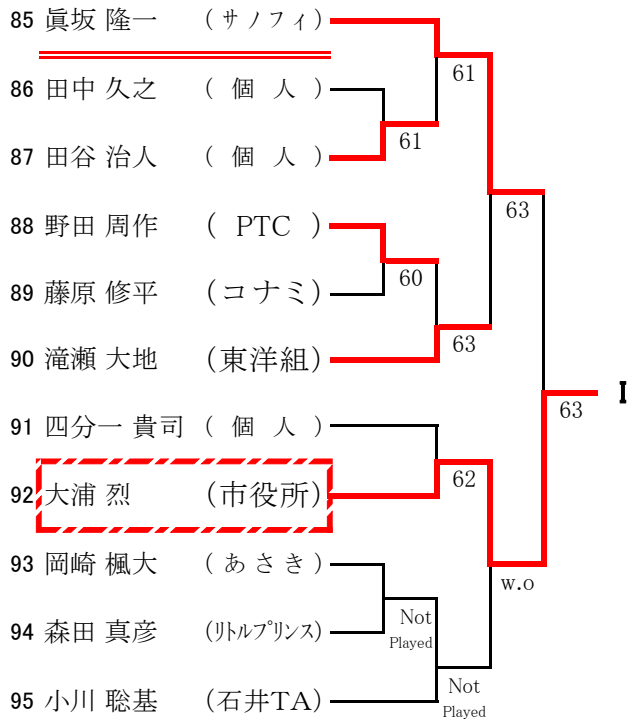 85 眞坂 隆一 (サノフィ)
61
86 田中 久之 (個人)
61
87 田谷 治人 (個人)
63
88 野田 周作 (PTC)
60
89 藤原 修平 (コナミ)
63
90 滝瀬 大地 (東洋組)
63 I
91 四分一 貴司 (個人)
62
92 大浦 烈 (市役所)
93 岡崎 楓大 (あさき)
w.o
Not
Played
94 森田 真彦 (リトルプリンス)
Not
Played
95 小川 聡基 (石井TA)